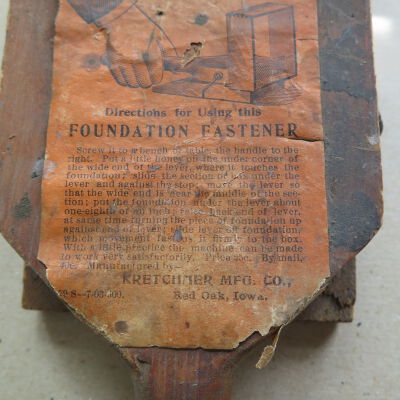 Directions for Using this
FOUNDATION FASTENER
Screw it to a bench or table, the handle to the
right. Put a little honey on the under corner of
the wide end of the lever, where it touches the
foundation; slide the section of box under the
lever and against the stop; move the lever so
that the wide end is near the middle of the sec-
tion; put the foundation under the lever about
one-eighth of an inch; raise back end of lever,
at same time turning the piece of foundation up
against end of lever; slide lever off foundation
which movement fastens it firmly to the box.
With a little practice the machine can be made
to work very satisfactorily. Price 25c. By mail,
40c. Manufactured by—
KRETCHMER MFG. CO.,
Red Oak, Iowa.